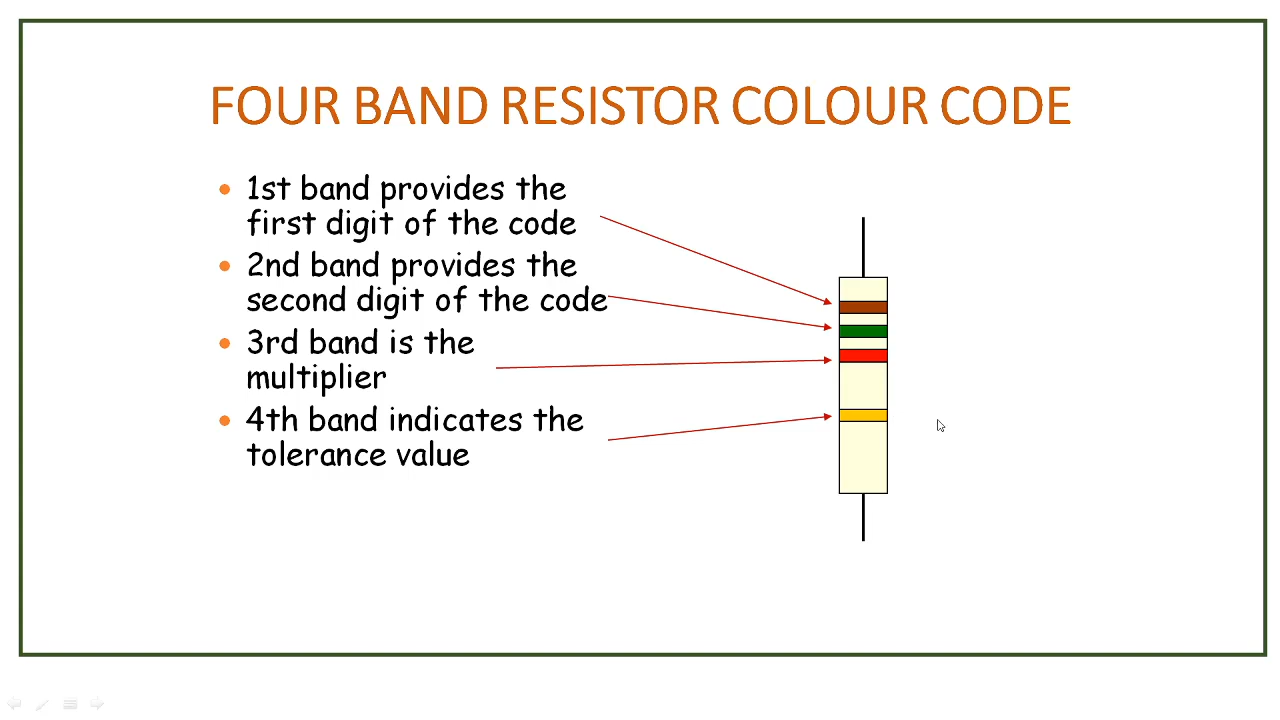 FOUR BAND RESISTOR COLOUR CODE
• 1st band provides the
first digit of the code
• 2nd band provides the
second digit of the code
• 3rd band is the
multiplier
• 4th band indicates the
tolerance value